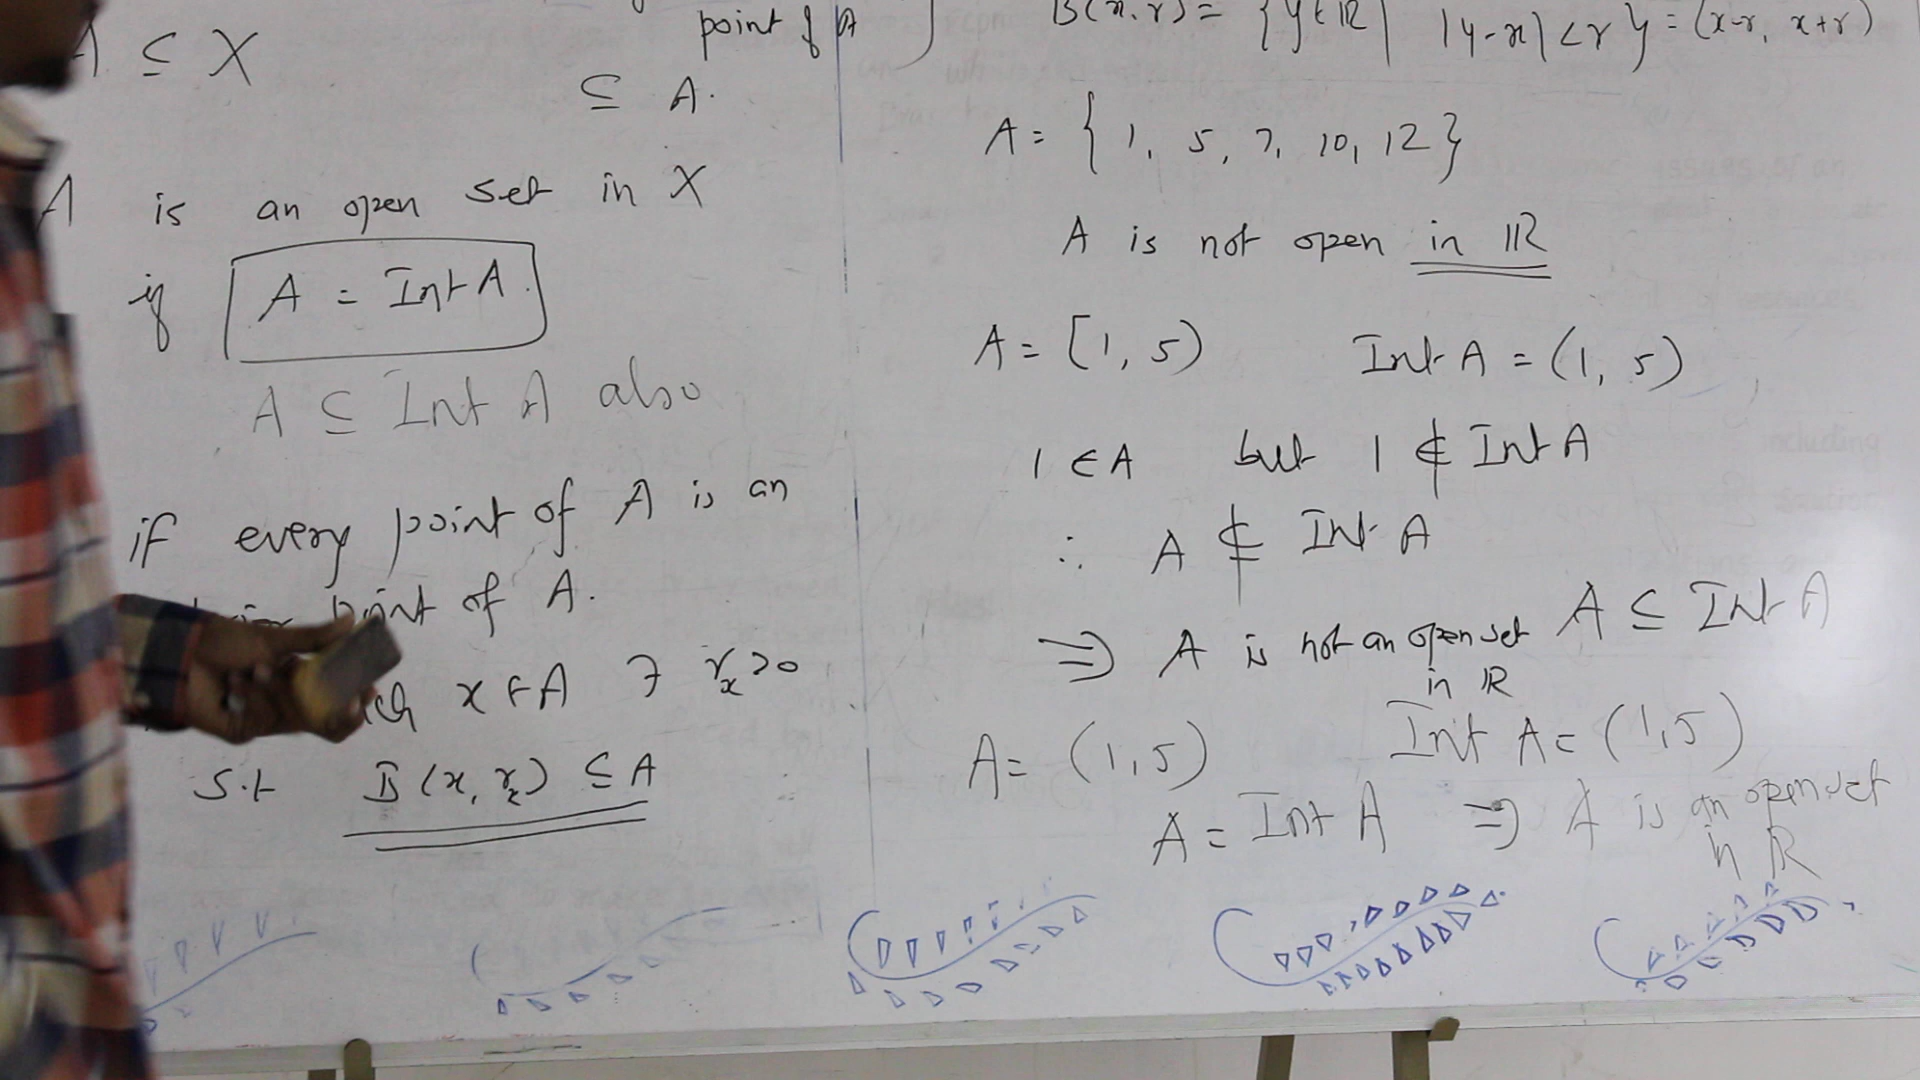 point of A
A ⊆ X
⊆ A.
A is an open set in X
if A = Int A.
A ⊆ Int A also
if every point of A is an
point of A.
x ∈ A ∃ r_x > 0
s.t B(x, r_x) ⊆ A
B(x, r) = {y ∈ ℝ | |y - x| < r} = (x-r, x+r)
A = {1, 5, 7, 10, 12}
A is not open in ℝ
A = [1, 5) Int A = (1, 5)
1 ∈ A but 1 ∉ Int A
∴ A ⊈ Int A
⇒ A is not an open set A ⊆ Int A
in ℝ
A = (1, 5) Int A = (1, 5)
A = Int A ⇒ A is an open set
in ℝ